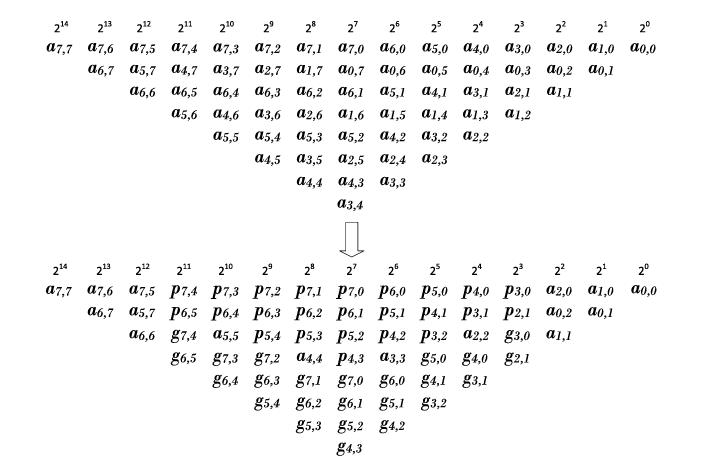 2^14 2^13 2^12 2^11 2^10 2^9 2^8 2^7 2^6 2^5 2^4 2^3 2^2 2^1 2^0
a7,7 a7,6 a7,5 a7,4 a7,3 a7,2 a7,1 a7,0 a6,0 a5,0 a4,0 a3,0 a2,0 a1,0 a0,0
a6,7 a5,7 a4,7 a3,7 a2,7 a1,7 a0,7 a0,6 a0,5 a0,4 a0,3 a0,2 a0,1
a6,6 a6,5 a6,4 a6,3 a6,2 a6,1 a5,1 a4,1 a3,1 a2,1 a1,1
a5,6 a4,6 a3,6 a2,6 a1,6 a1,5 a1,4 a1,3 a1,2
a5,5 a5,4 a5,3 a5,2 a4,2 a3,2 a2,2
a4,5 a3,5 a2,5 a2,4 a2,3
a4,4 a4,3 a3,3
a3,4
2^14 2^13 2^12 2^11 2^10 2^9 2^8 2^7 2^6 2^5 2^4 2^3 2^2 2^1 2^0
a7,7 a7,6 a7,5 p7,4 p7,3 p7,2 p7,1 p7,0 p6,0 p5,0 p4,0 p3,0 a2,0 a1,0 a0,0
a6,7 a5,7 p6,5 p6,4 p6,3 p6,2 p6,1 p5,1 p4,1 p3,1 p2,1 a0,2 a0,1
a6,6 g7,4 a5,5 p5,4 p5,3 p5,2 p4,2 p3,2 a2,2 g3,0 a1,1
g6,5 g7,3 g7,2 a4,4 p4,3 a3,3 g5,0 g4,0 g2,1
g6,4 g6,3 g7,1 g7,0 g6,0 g4,1 g3,1
g5,4 g6,2 g6,1 g5,1 g3,2
g5,3 g5,2 g4,2
g4,3